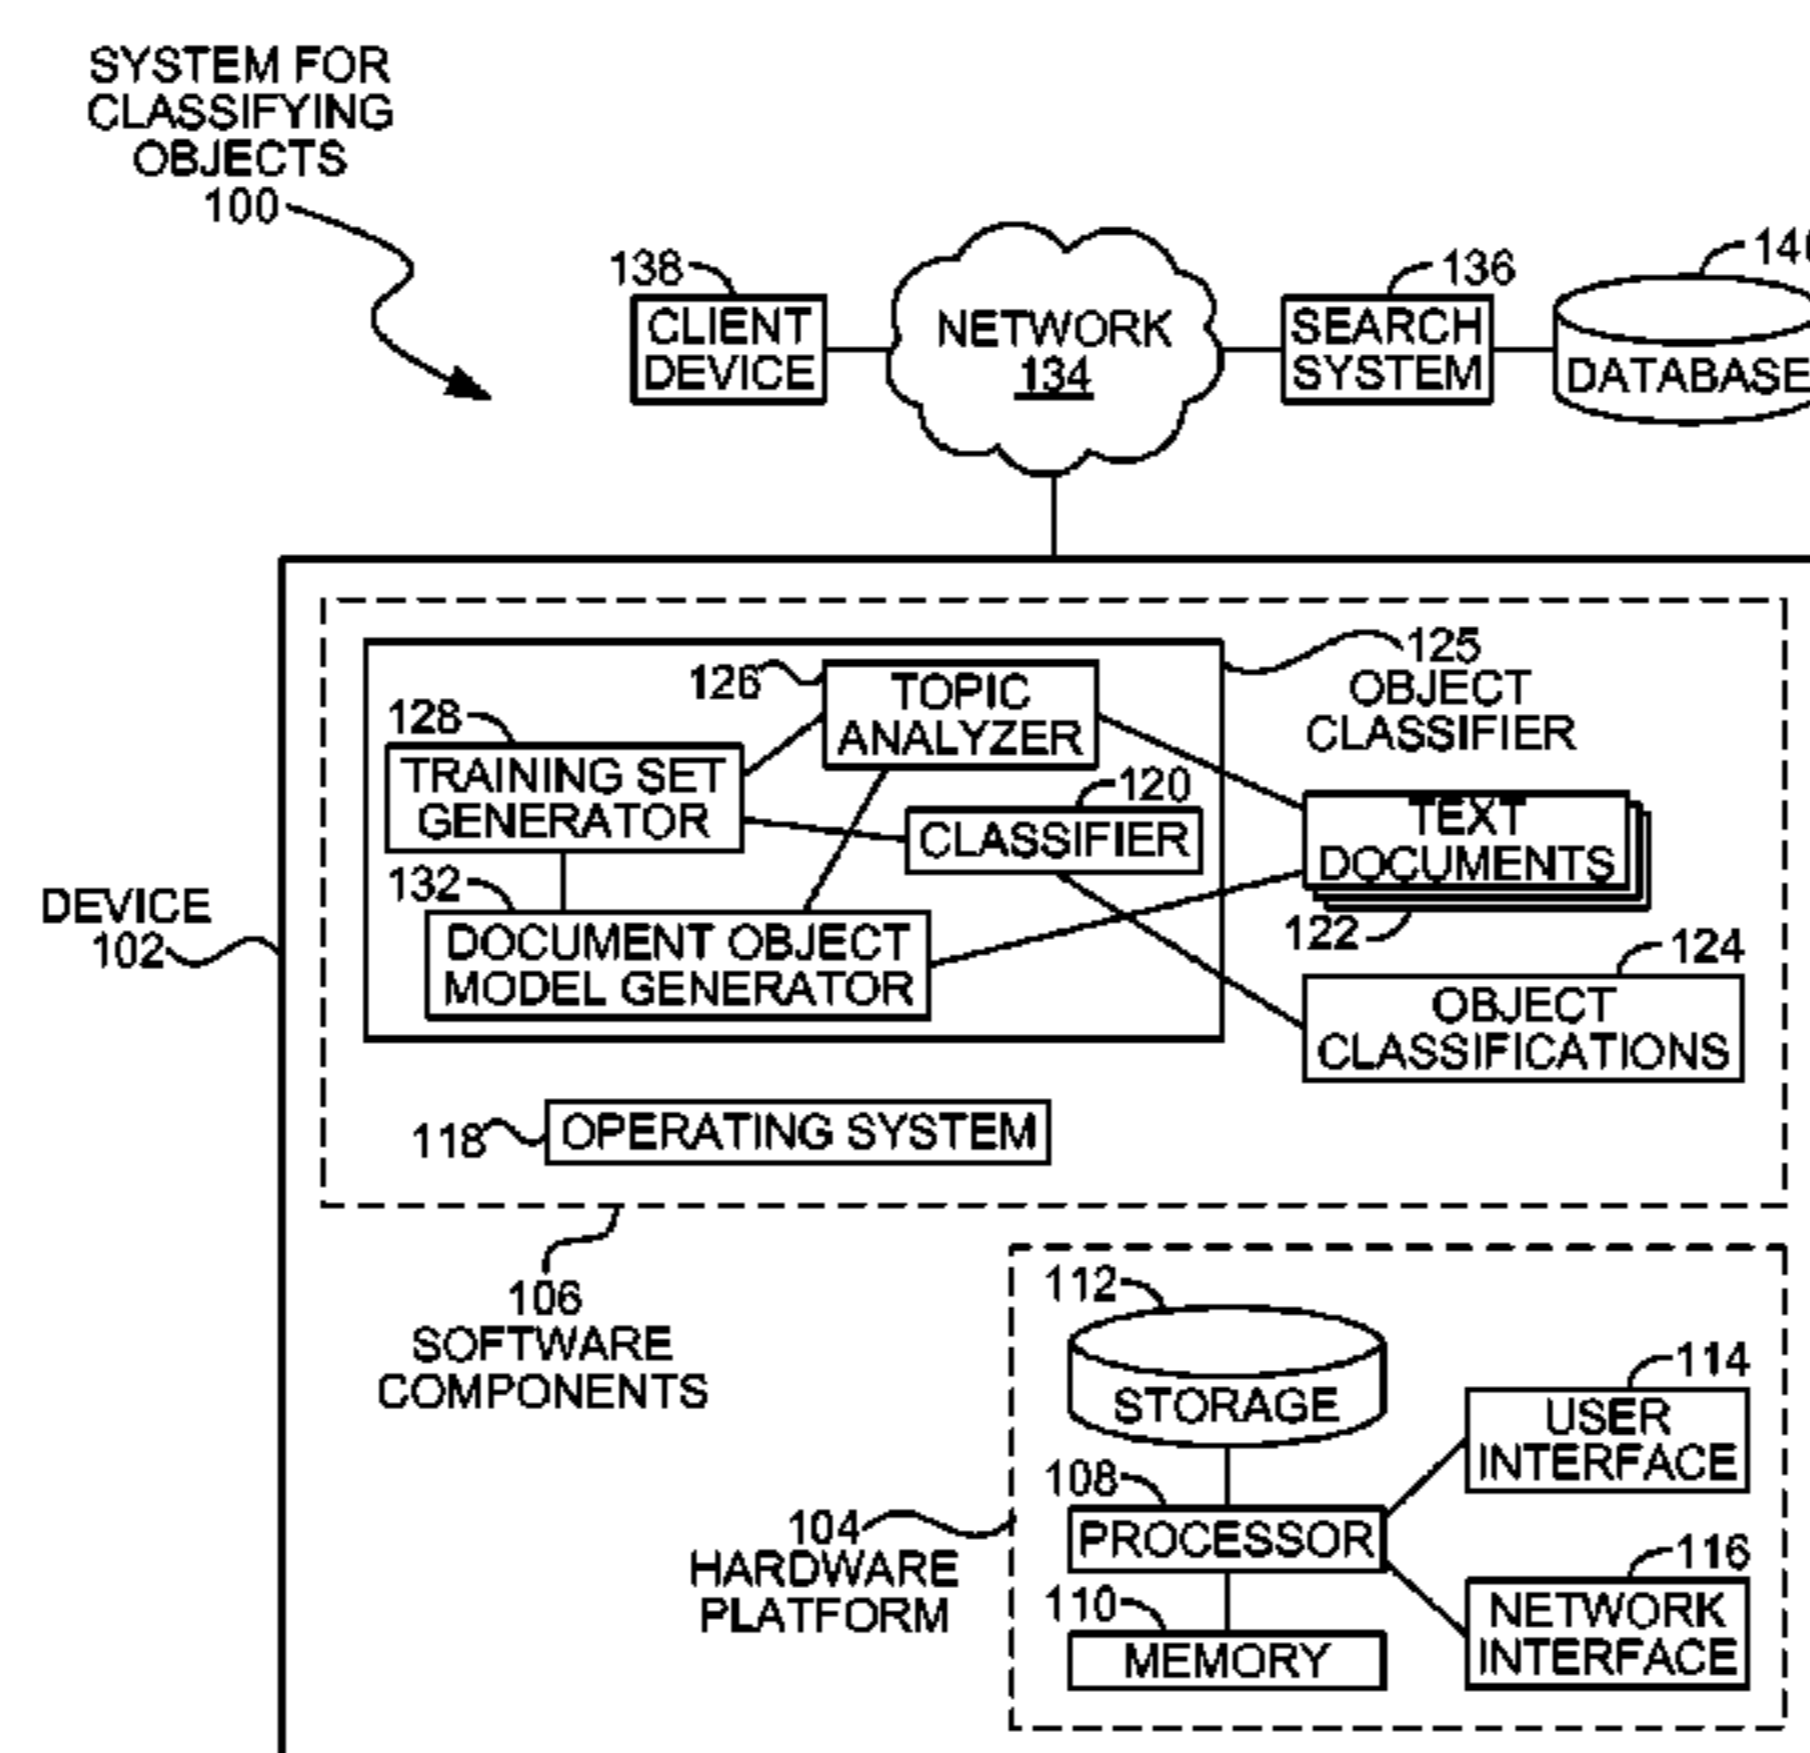 SYSTEM FOR
CLASSIFYING
OBJECTS
100
138
CLIENT
DEVICE
NETWORK
134
136
SEARCH
SYSTEM
DATABASE
125
OBJECT
CLASSIFIER
126
TOPIC
ANALYZER
128
TRAINING SET
GENERATOR
120
CLASSIFIER
TEXT
DOCUMENTS
122
132
DOCUMENT OBJECT
MODEL GENERATOR
124
OBJECT
CLASSIFICATIONS
DEVICE
102
118
OPERATING SYSTEM
106
SOFTWARE
COMPONENTS
112
STORAGE
114
USER
INTERFACE
108
PROCESSOR
104
HARDWARE
PLATFORM
116
NETWORK
INTERFACE
110
MEMORY